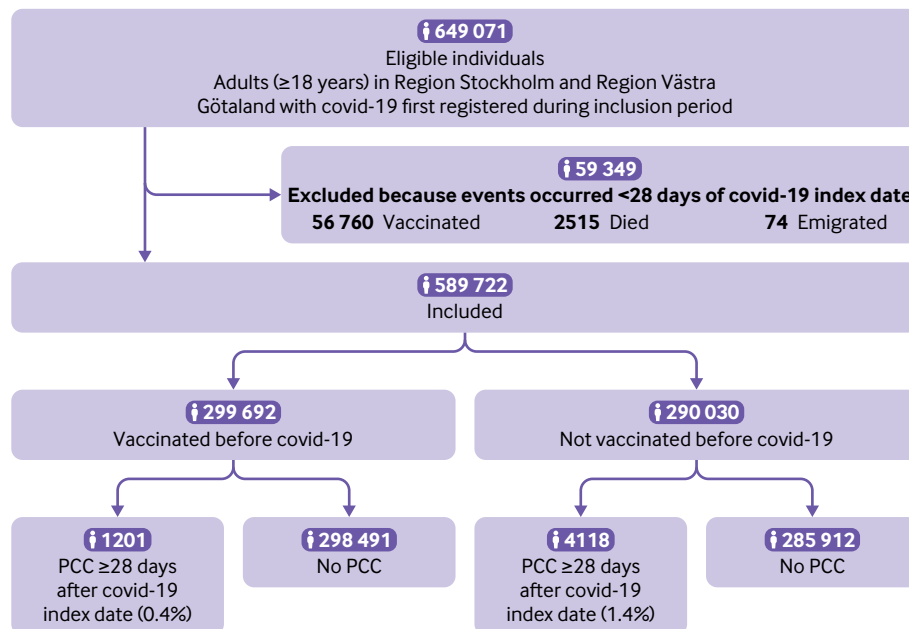 649 071
Eligible individuals
Adults (≥18 years) in Region Stockholm and Region Västra
Götaland with covid-19 first registered during inclusion period
59 349
Excluded because events occurred <28 days of covid-19 index date
56 760 Vaccinated 2515 Died 74 Emigrated
589 722
Included
299 692
Vaccinated before covid-19
290 030
Not vaccinated before covid-19
1201
PCC ≥28 days
after covid-19
index date (0.4%)
298 491
No PCC
4118
PCC ≥28 days
after covid-19
index date (1.4%)
285 912
No PCC